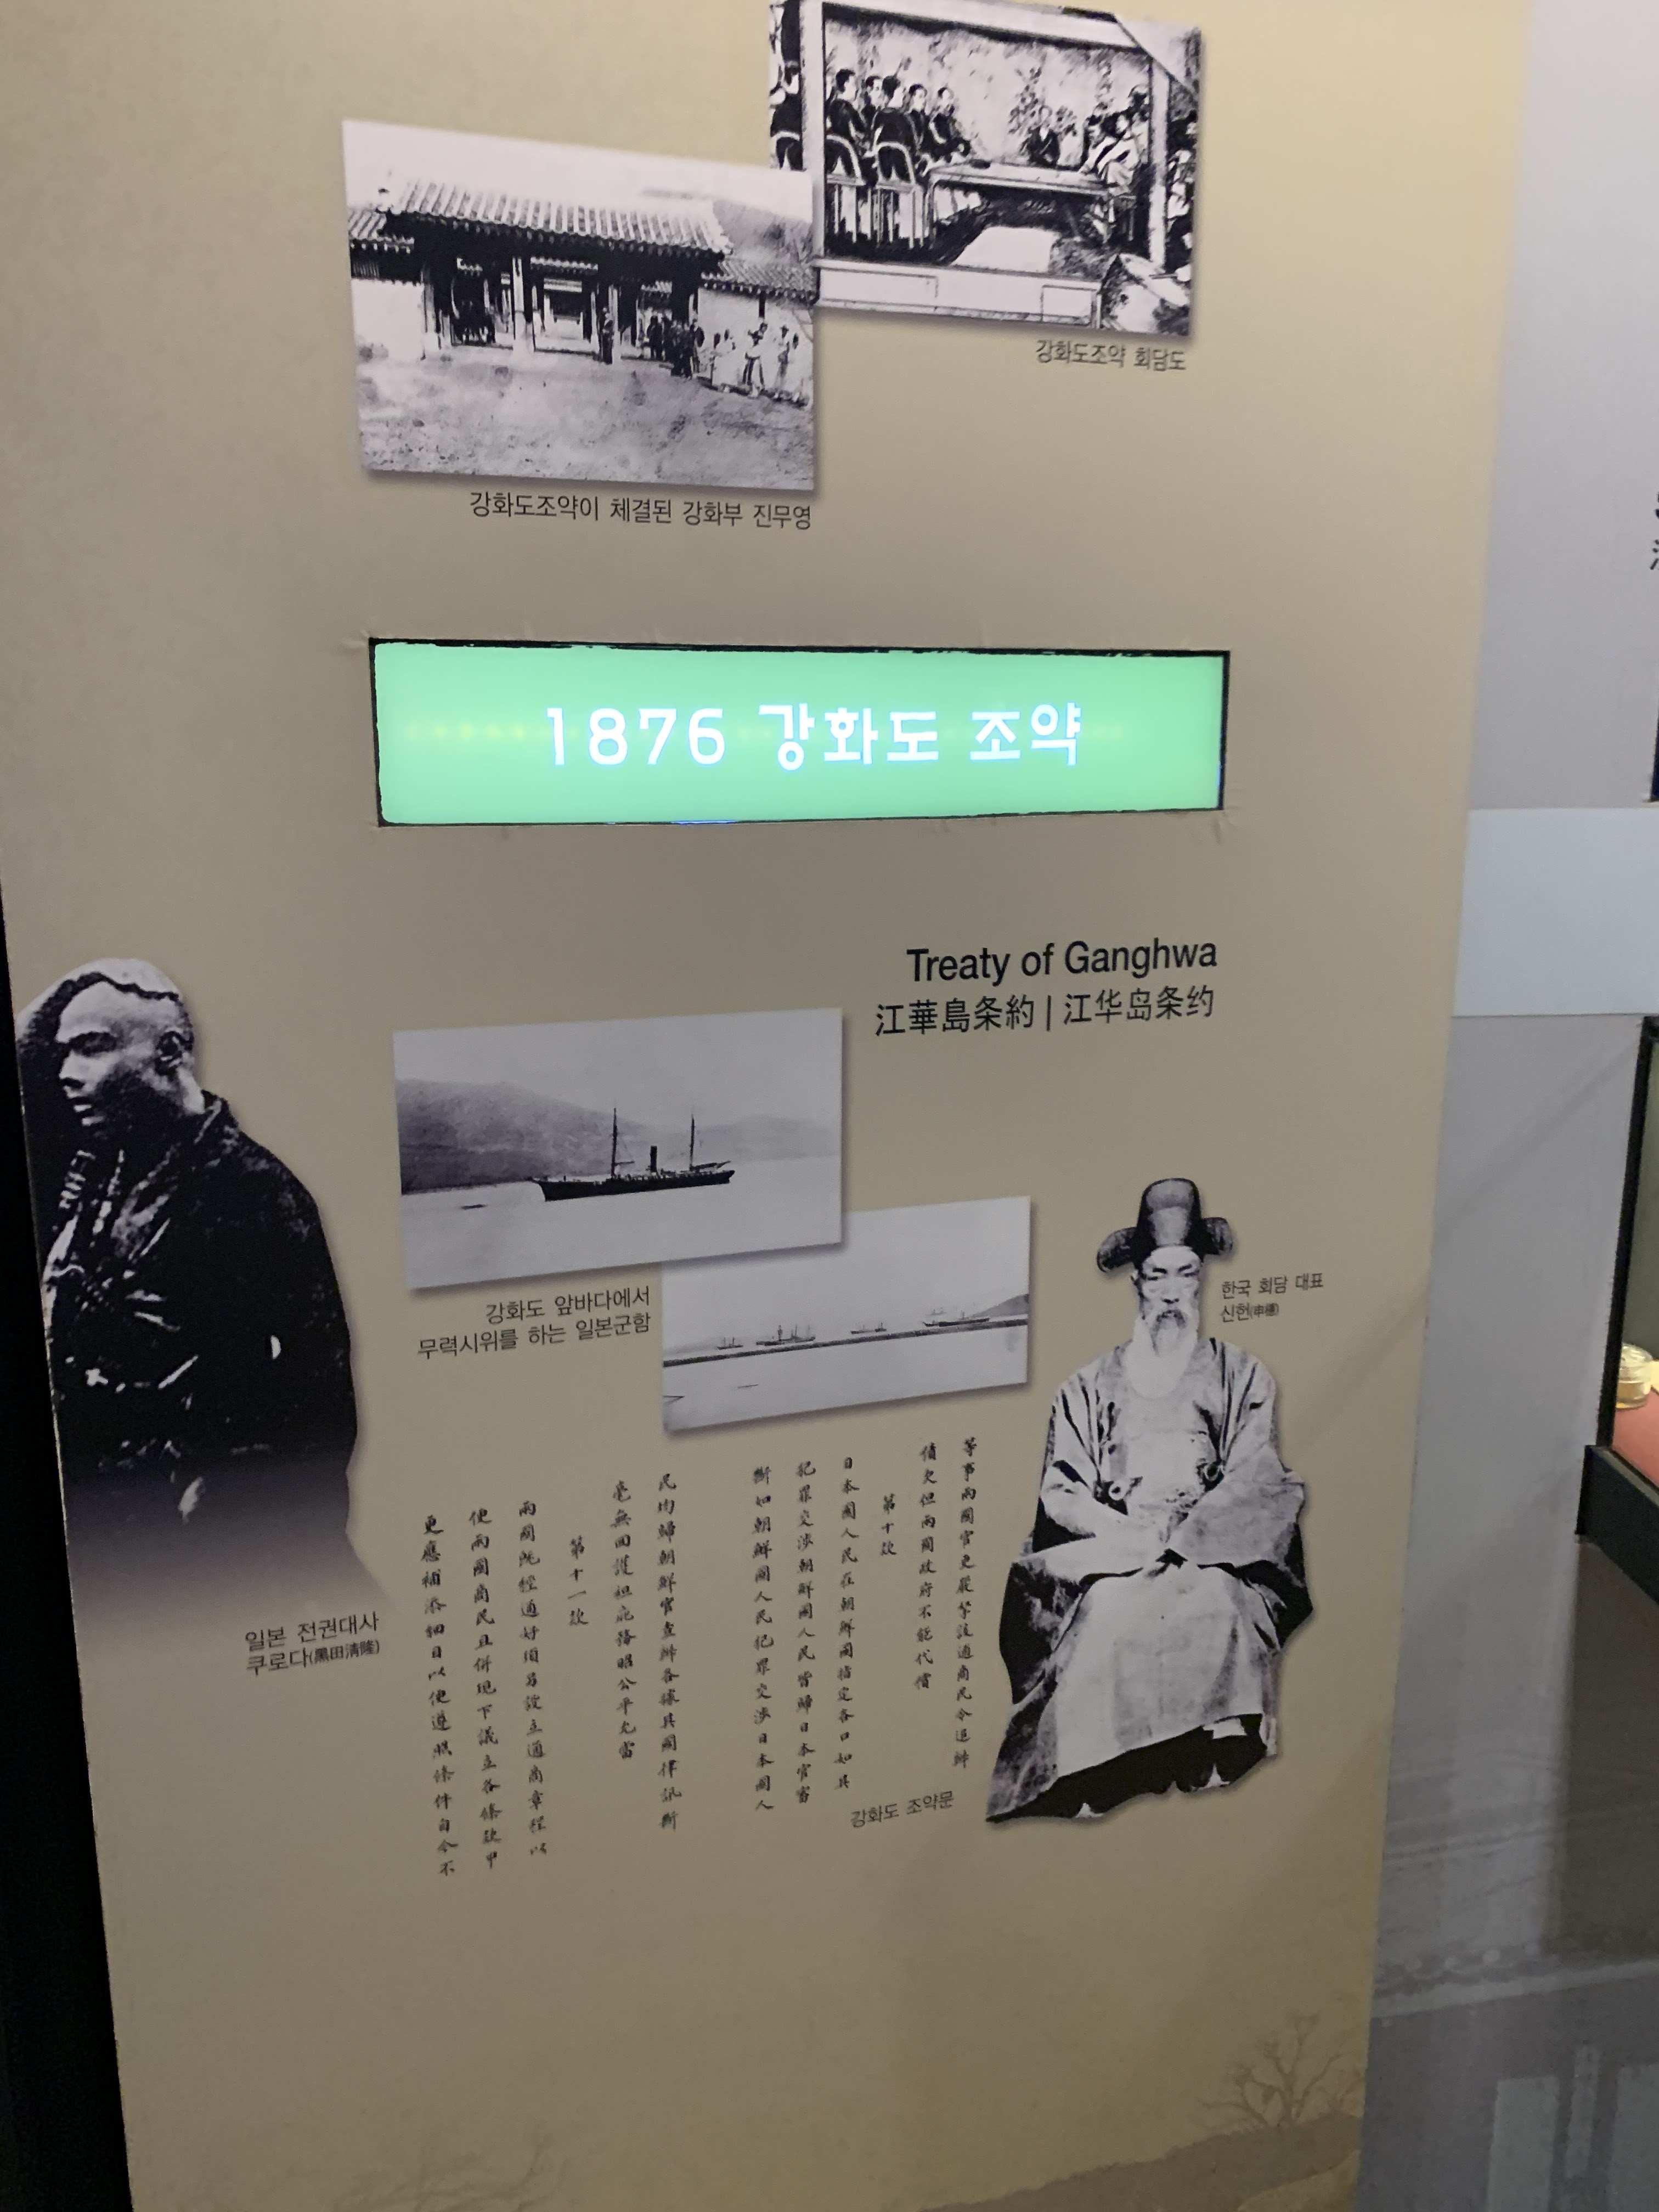 강화도조약 회담도
강화도조약이 체결된 강화부 진무영
1876 강화도 조약
Treaty of Ganghwa
江華島条約 | 江华岛条约
강화도 앞바다에서
무력시위를 하는 일본군함
한국 회담 대표
신헌(申櫶)
等事兩國官吏嚴拏該逋商民令追辦
債欠但兩國政府不能代償
第十款
日本國人民在朝鮮國指定各口如其
犯罪交涉朝鮮國人民皆歸日本官審
斷如朝鮮國人民犯罪交涉日本國人
民均歸朝鮮官查辦各據其國律訊斷
毫無回護袒庇務昭公平允當
第十一款
兩國既經通好須另設立通商章程以
便兩國商民且併現下議立各條款中
更應補添細目以便遵照條件自今不
강화도 조약문
일본 전권대사
쿠로다(黒田清隆)